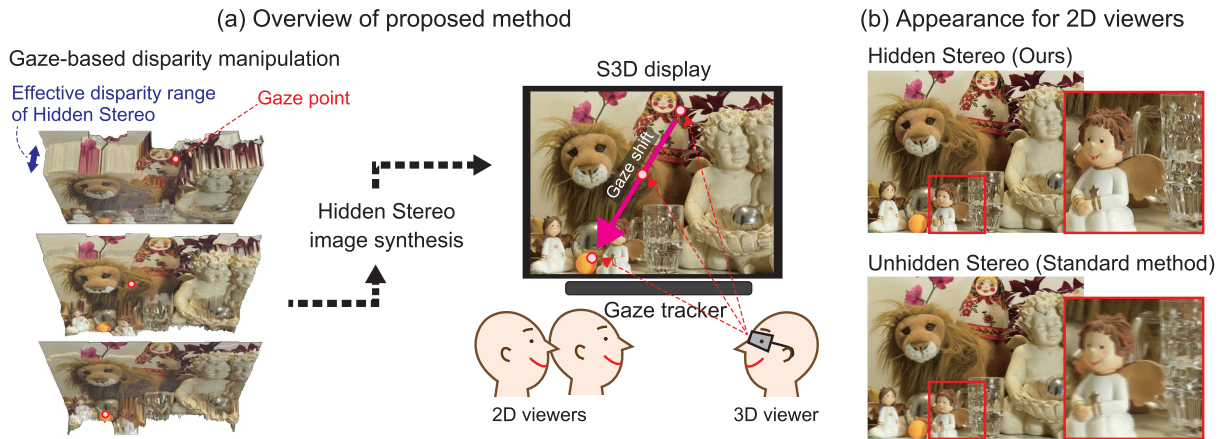 (a) Overview of proposed method
Gaze-based disparity manipulation
Effective disparity range
of Hidden Stereo
Gaze point
Hidden Stereo
image synthesis
S3D display
Gaze shift
Gaze tracker
2D viewers
3D viewer
(b) Appearance for 2D viewers
Hidden Stereo (Ours)
Unhidden Stereo (Standard method)